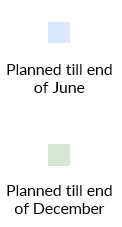 Planned till end
of June
Planned till end
of December